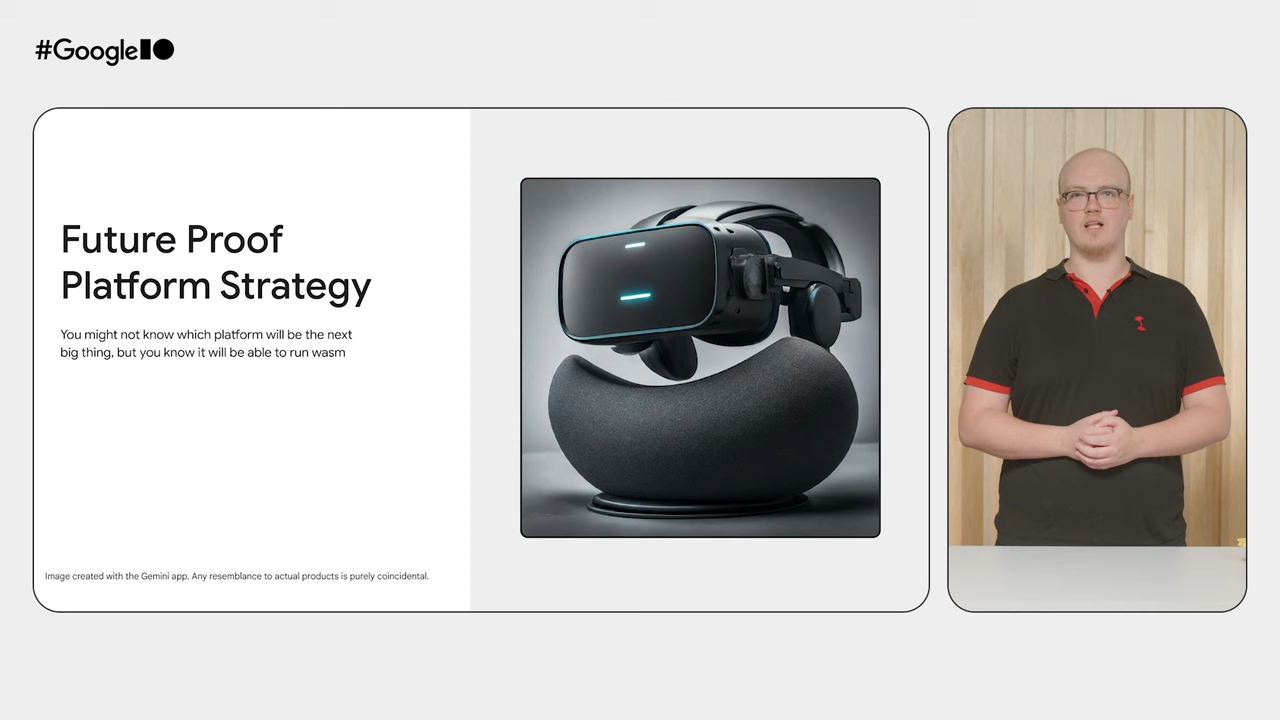 #Google IO
Future Proof
Platform Strategy
You might not know which platform will be the next
big thing, but you know it will be able to run wasm
Image created with the Gemini app. Any resemblance to actual products is purely coincidental.